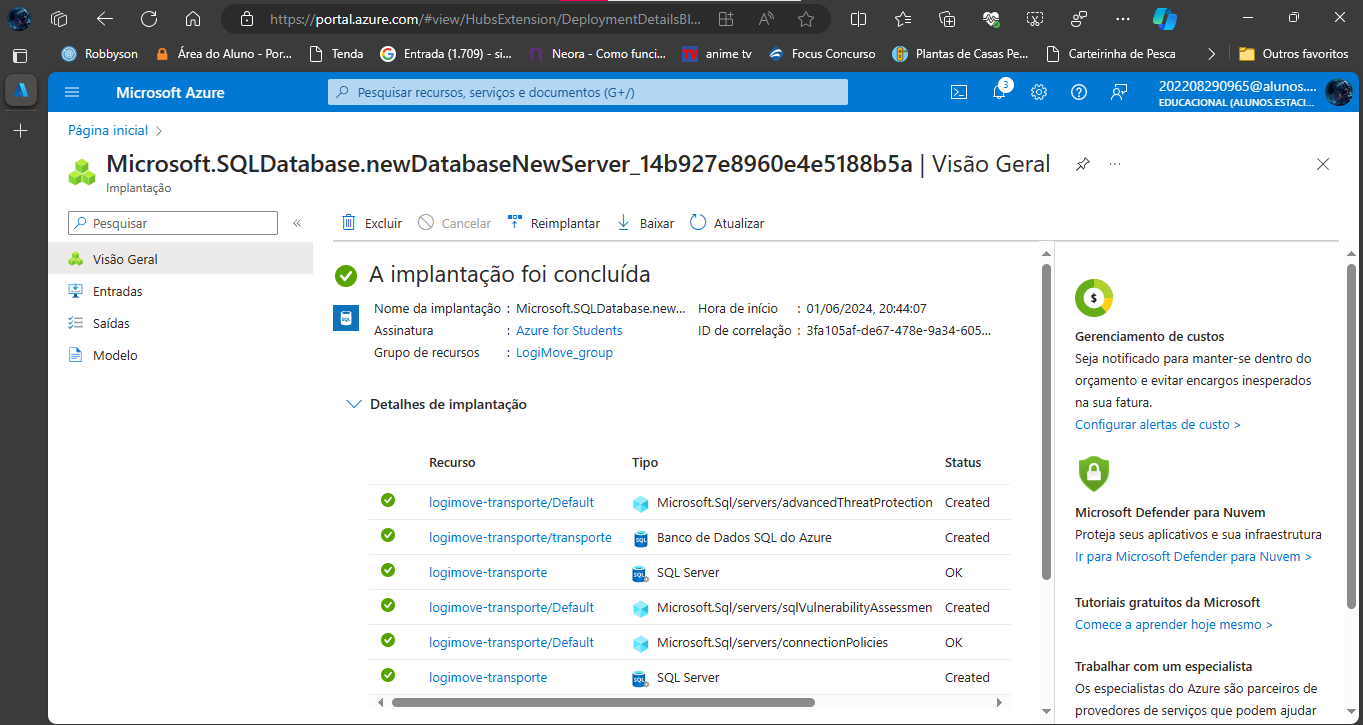 https://portal.azure.com/#view/HubsExtension/DeploymentDetailsBl...
Robbyson
Área do Aluno - Por...
Tenda
Entrada (1.709) - si...
Neora - Como funci...
anime tv
Focus Concurso
Plantas de Casas Pe...
Carteirinha de Pesca
Outros favoritos
Microsoft Azure
Pesquisar recursos, serviços e documentos (G+/)
3
202208290965@alunos....
EDUCACIONAL (ALUNOS.ESTACI...
Página inicial
Microsoft.SQLDatabase.newDatabaseNewServer_14b927e8960e4e5188b5a | Visão Geral
Implantação
Pesquisar
Visão Geral
Entradas
Saídas
Modelo
Excluir
Cancelar
Reimplantar
Baixar
Atualizar
A implantação foi concluída
Nome da implantação : Microsoft.SQLDatabase.new...
Assinatura : Azure for Students
Grupo de recursos : LogiMove_group
Hora de início : 01/06/2024, 20:44:07
ID de correlação : 3fa105af-de67-478e-9a34-605...
Detalhes de implantação
Recurso Tipo Status
logimove-transporte/Default Microsoft.Sql/servers/advancedThreatProtection Created
logimove-transporte/transporte Banco de Dados SQL do Azure Created
logimove-transporte SQL Server OK
logimove-transporte/Default Microsoft.Sql/servers/sqlVulnerabilityAssessmen Created
logimove-transporte/Default Microsoft.Sql/servers/connectionPolicies OK
logimove-transporte SQL Server Created
Gerenciamento de custos
Seja notificado para manter-se dentro do
orçamento e evitar encargos inesperados
na sua fatura.
Configurar alertas de custo >
Microsoft Defender para Nuvem
Proteja seus aplicativos e sua infraestrutura
Ir para Microsoft Defender para Nuvem >
Tutoriais gratuitos da Microsoft
Comece a aprender hoje mesmo >
Trabalhar com um especialista
Os especialistas do Azure são parceiros de
provedores de serviços que podem ajudar